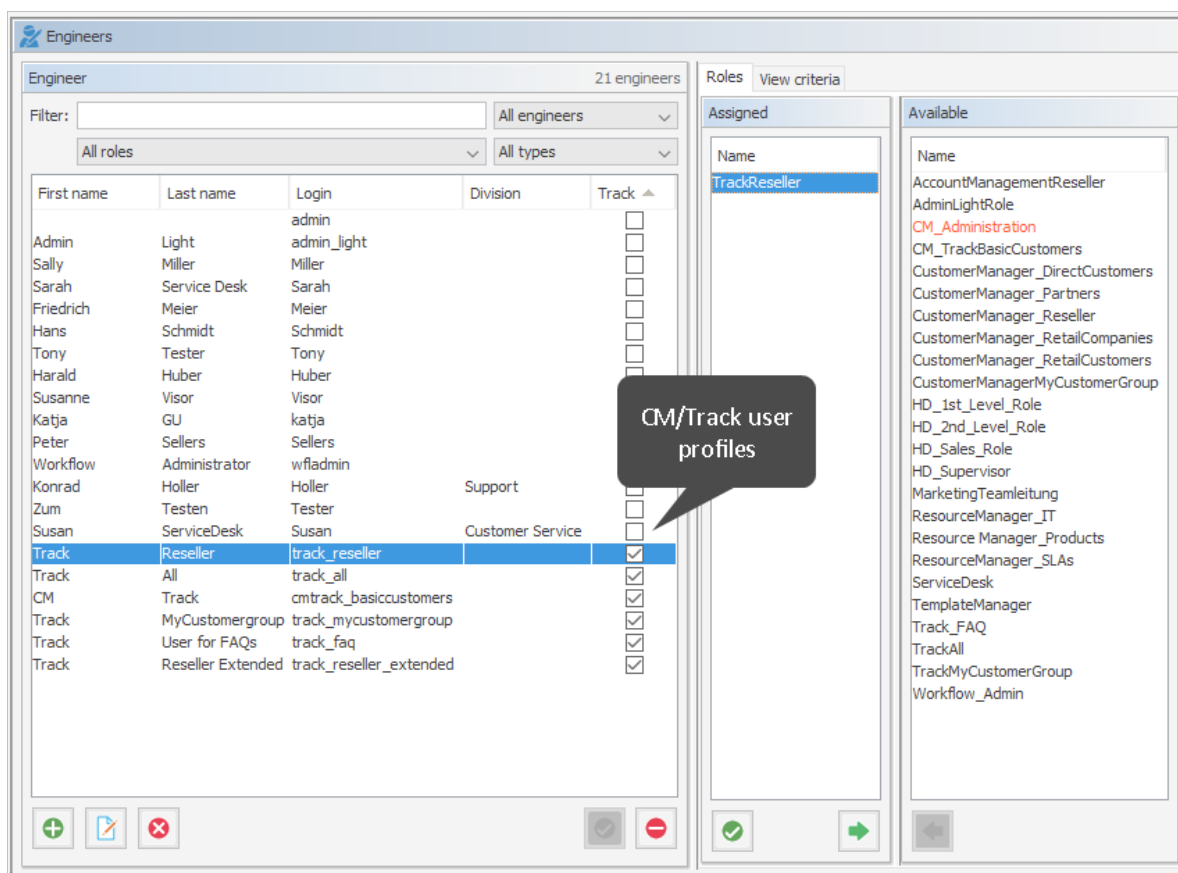 Engineers
Engineer 21 engineers
Filter: All engineers
All roles All types
First name Last name Login Division Track
admin
Admin Light admin_light
Sally Miller Miller
Sarah Service Desk Sarah
Friedrich Meier Meier
Hans Schmidt Schmidt
Tony Tester Tony
Harald Huber Huber
Susanne Visor Visor
Katja GU katja
Peter Sellers Sellers
Workflow Administrator wfladmin
Konrad Holler Holler Support
Zum Testen Tester
Susan ServiceDesk Susan Customer Service
Track Reseller track_reseller
Track All track_all
CM Track cmtrack_basiccustomers
Track MyCustomergroup track_mycustomergroup
Track User for FAQs track_faq
Track Reseller Extended track_reseller_extended
CM/Track user
profiles
Roles View criteria
Assigned
Name
TrackReseller
Available
Name
AccountManagementReseller
AdminLightRole
CM_Administration
CM_TrackBasicCustomers
CustomerManager_DirectCustomers
CustomerManager_Partners
CustomerManager_Reseller
CustomerManager_RetailCompanies
CustomerManager_RetailCustomers
CustomerManagerMyCustomerGroup
HD_1st_Level_Role
HD_2nd_Level_Role
HD_Sales_Role
HD_Supervisor
MarketingTeamleitung
ResourceManager_IT
Resource Manager_Products
ResourceManager_SLAs
ServiceDesk
TemplateManager
Track_FAQ
TrackAll
TrackMyCustomerGroup
Workflow_Admin